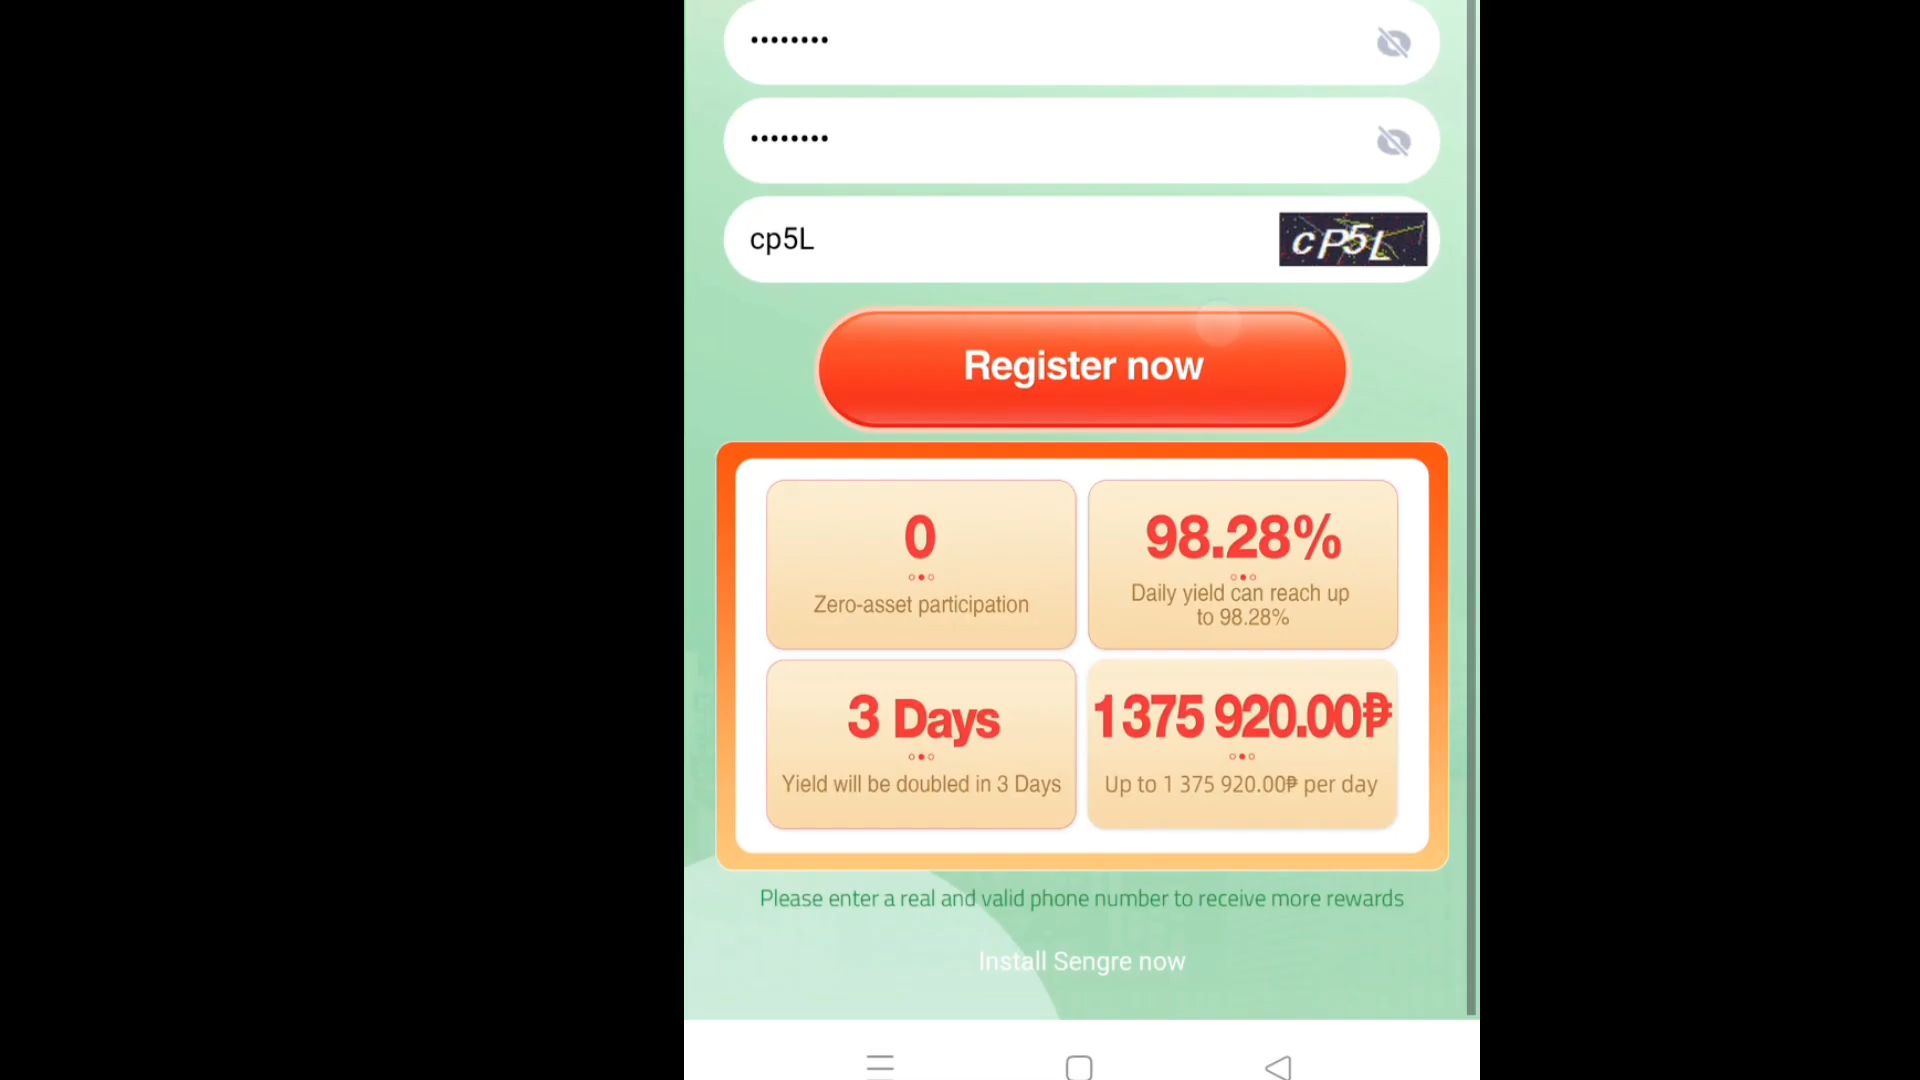 ••••••••
••••••••
cp5L
cP5L
Register now
0
Zero-asset participation
98.28%
Daily yield can reach up
to 98.28%
3 Days
Yield will be doubled in 3 Days
1 375 920.00₱
Up to 1 375 920.00₱ per day
Please enter a real and valid phone number to receive more rewards
Install Sengre now